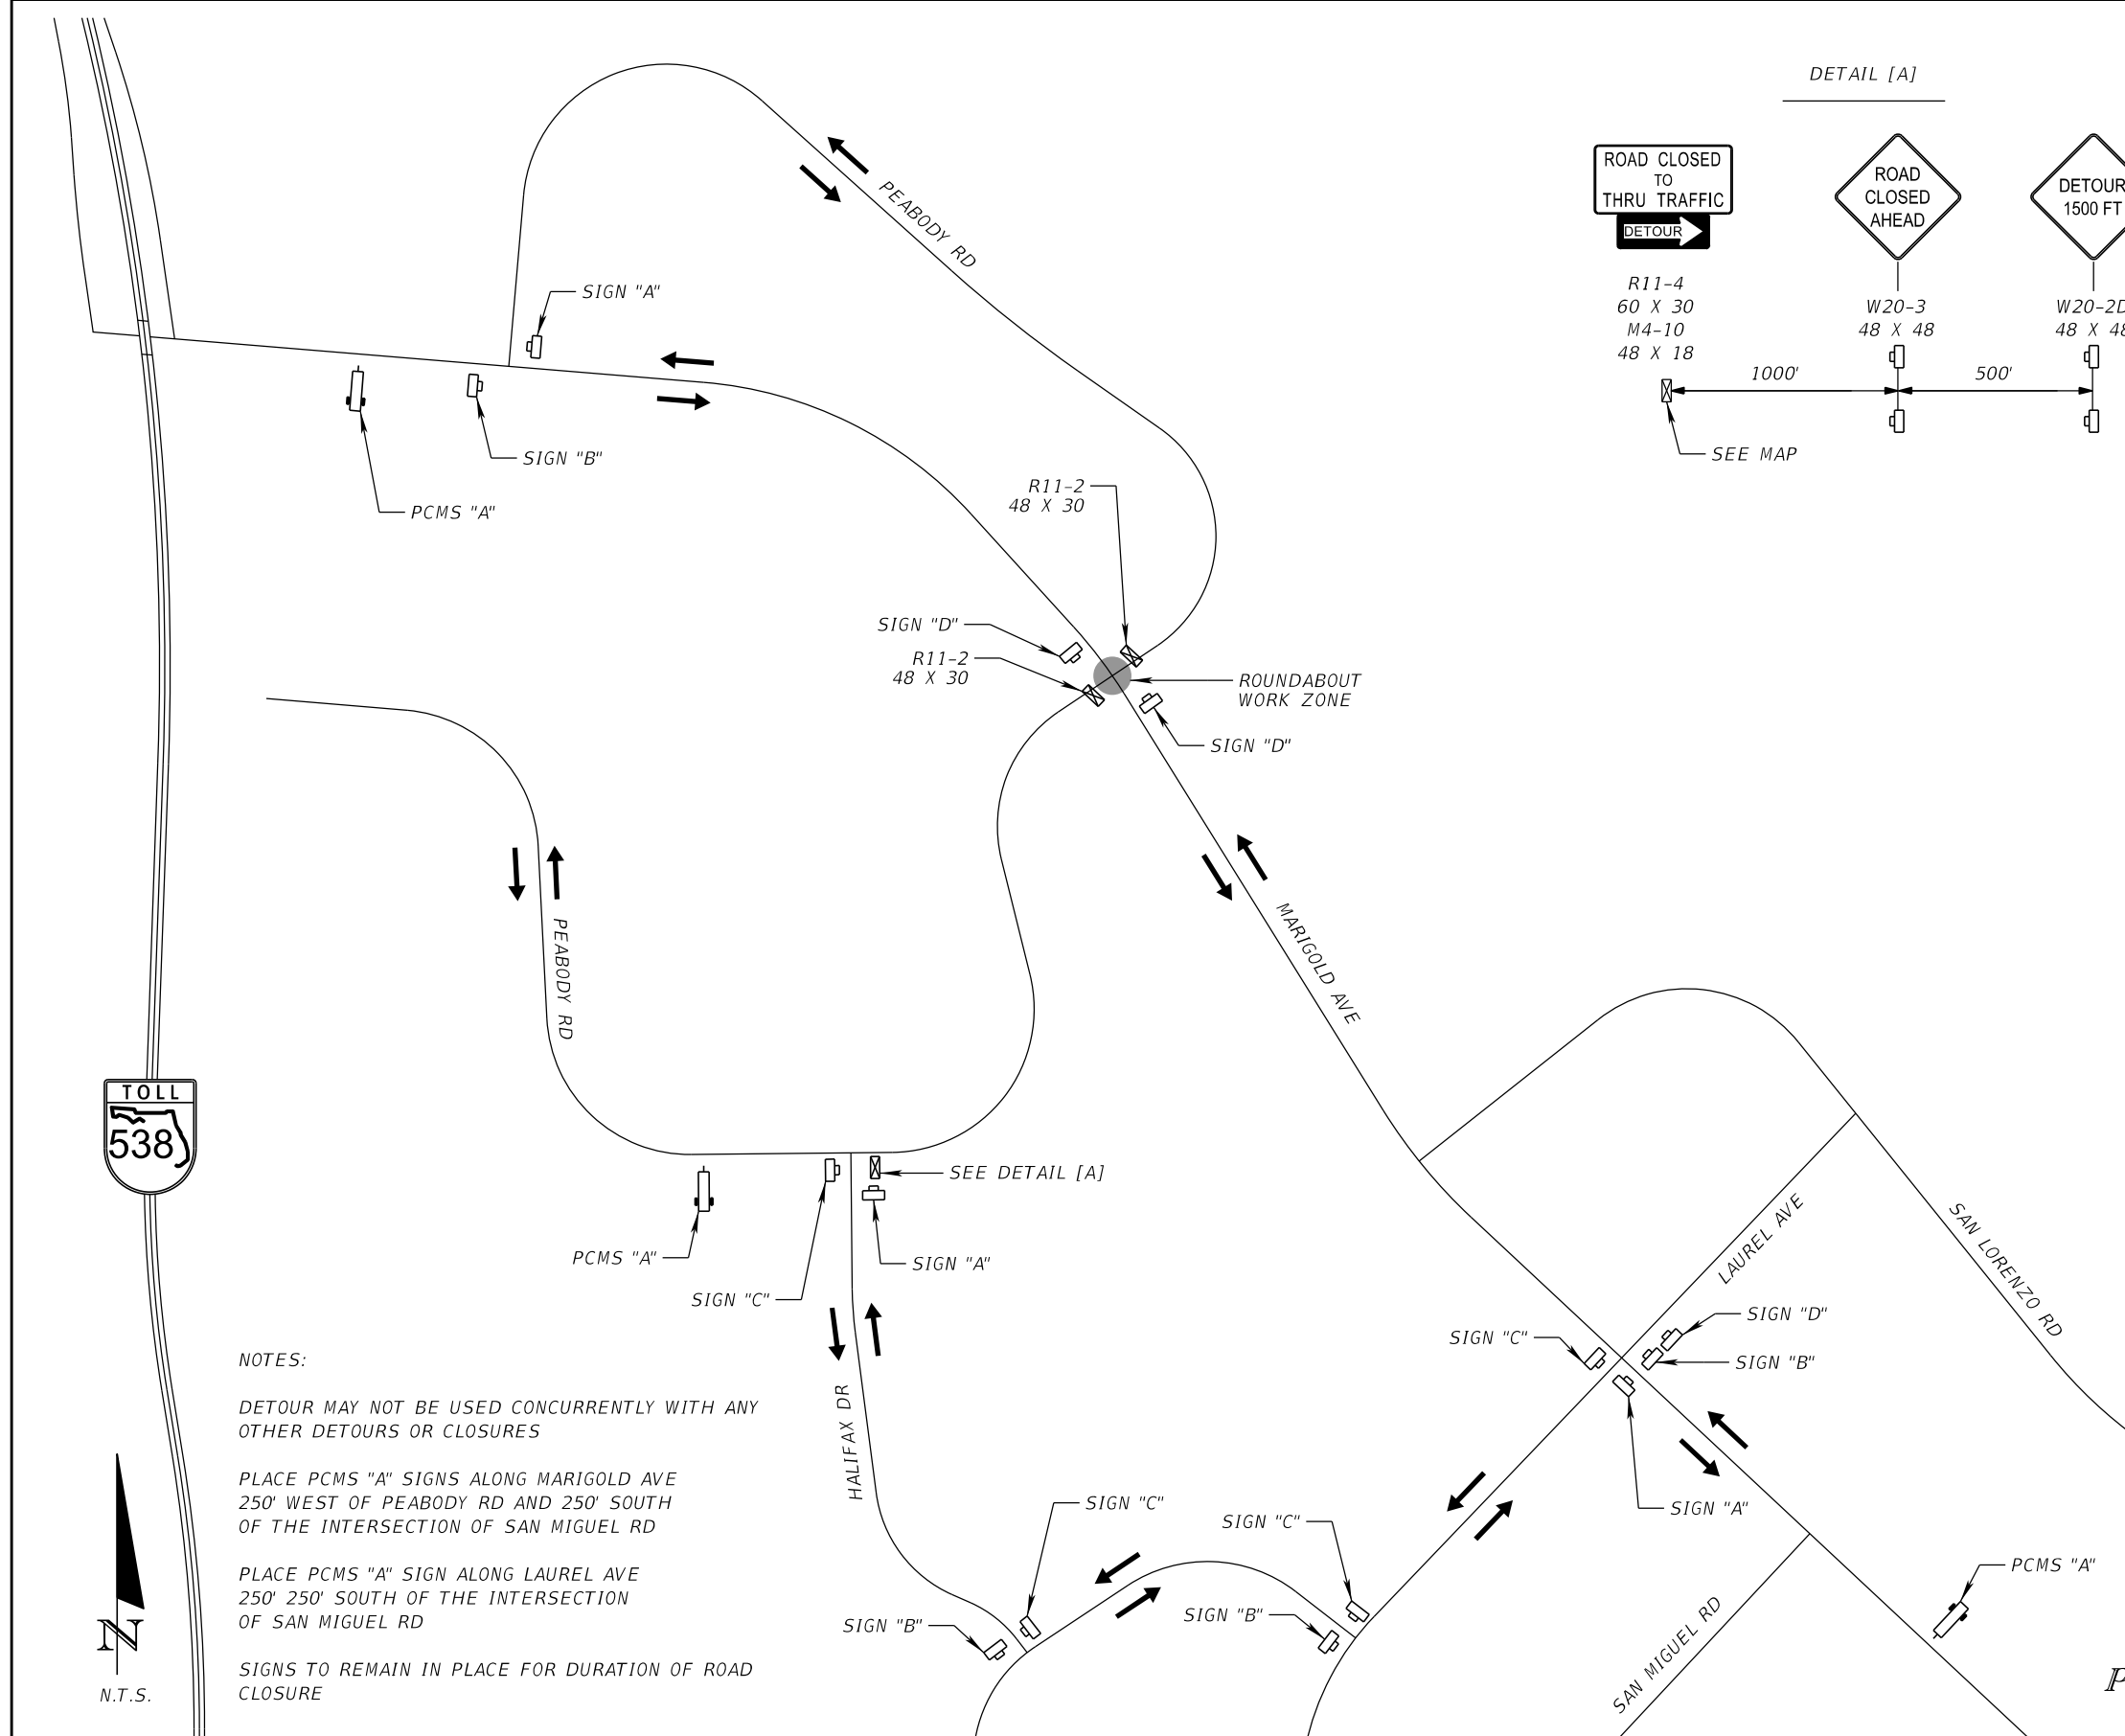 DETAIL [A]
ROAD CLOSED
TO
THRU TRAFFIC
DETOUR
ROAD
CLOSED
AHEAD
DETOUR
1500 FT
R11-4
60 X 30
M4-10
48 X 18
W20-3
48 X 48
W20-2D
48 X 48
1000'
500'
SEE MAP
PEABODY RD
SIGN "A"
SIGN "B"
PCMS "A"
R11-2
48 X 30
SIGN "D"
R11-2
48 X 30
ROUNDABOUT
WORK ZONE
SIGN "D"
PEABODY RD
MARIGOLD AVE
TOLL
538
SEE DETAIL [A]
PCMS "A"
SIGN "A"
SIGN "C"
LAUREL AVE
SAN LORENZO RD
SIGN "D"
SIGN "C"
SIGN "B"
SIGN "A"
HALIFAX DR
SIGN "C"
SIGN "C"
SIGN "B"
SIGN "B"
PCMS "A"
SAN MIGUEL RD
P
NOTES:
DETOUR MAY NOT BE USED CONCURRENTLY WITH ANY
OTHER DETOURS OR CLOSURES
PLACE PCMS "A" SIGNS ALONG MARIGOLD AVE
250' WEST OF PEABODY RD AND 250' SOUTH
OF THE INTERSECTION OF SAN MIGUEL RD
PLACE PCMS "A" SIGN ALONG LAUREL AVE
250' 250' SOUTH OF THE INTERSECTION
OF SAN MIGUEL RD
SIGNS TO REMAIN IN PLACE FOR DURATION OF ROAD
CLOSURE
N
N.T.S.